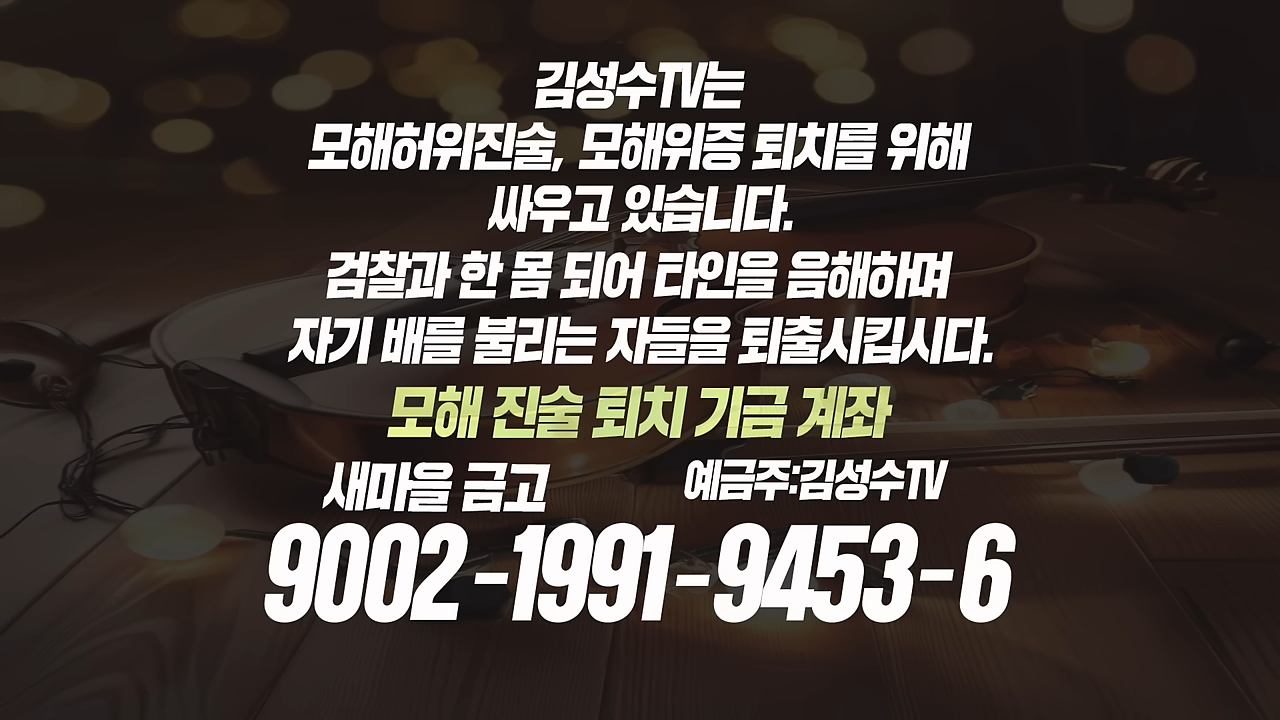 김성수TV는
모해허위진술, 모해위증 퇴치를 위해
싸우고 있습니다.
검찰과 한 몸 되어 타인을 음해하며
자기 배를 불리는 자들을 퇴출시킵시다.
모해 진술 퇴치 기금 계좌
새마을 금고 예금주:김성수TV
9002-1991-9453-6